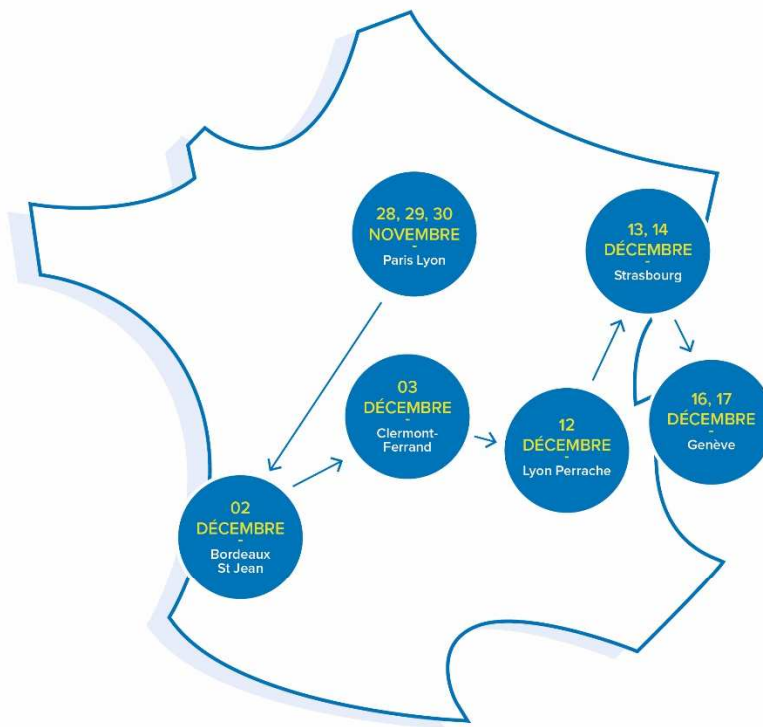 28, 29, 30
NOVEMBRE
-
Paris Lyon
13, 14
DÉCEMBRE
-
Strasbourg
03
DÉCEMBRE
-
Clermont-
Ferrand
12
DÉCEMBRE
-
Lyon Perrache
16, 17
DÉCEMBRE
-
Genève
02
DÉCEMBRE
-
Bordeaux
St Jean